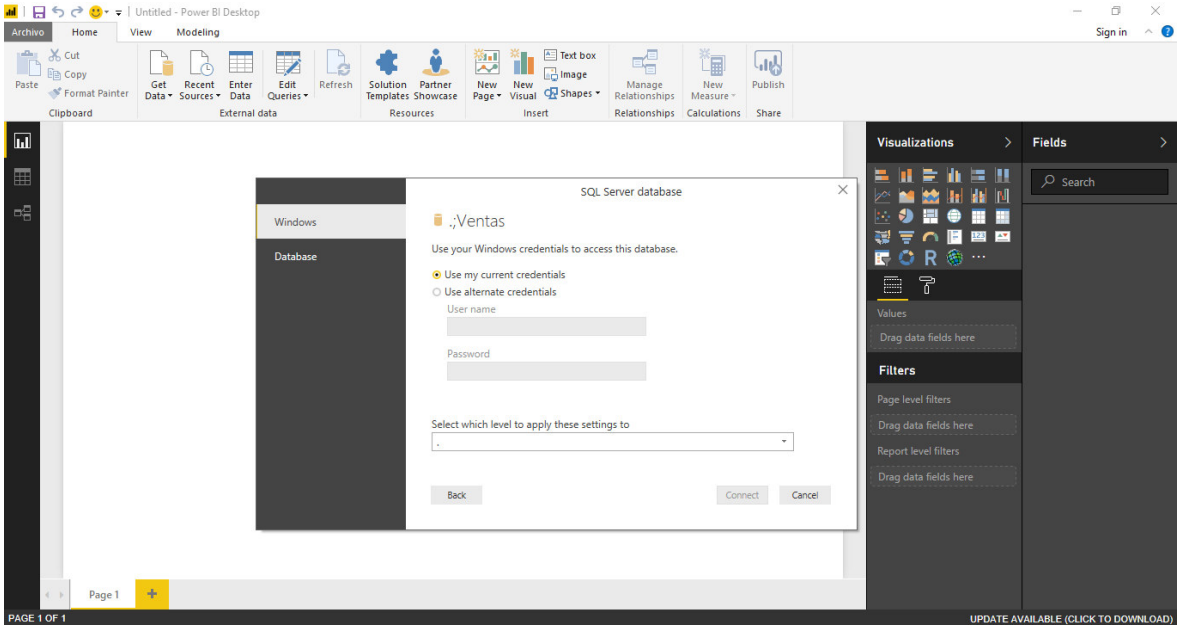 Untitled - Power BI Desktop
Archivo Home View Modeling Sign in
Cut
Copy
Format Painter
Paste
Clipboard
Get Data
Recent Sources
Enter Data
Edit Queries
Refresh
External data
Solution Templates
Partner Showcase
Resources
New Page
New Visual
Text box
Image
Shapes
Insert
Manage Relationships
Relationships
New Measure
Calculations
Publish
Share
SQL Server database
Windows
Database
.;Ventas
Use your Windows credentials to access this database.
Use my current credentials
Use alternate credentials
User name
Password
Select which level to apply these settings to
.
Back Connect Cancel
Visualizations
R
123
Values
Drag data fields here
Filters
Page level filters
Drag data fields here
Report level filters
Drag data fields here
Fields
Search
Page 1
PAGE 1 OF 1 UPDATE AVAILABLE (CLICK TO DOWNLOAD)